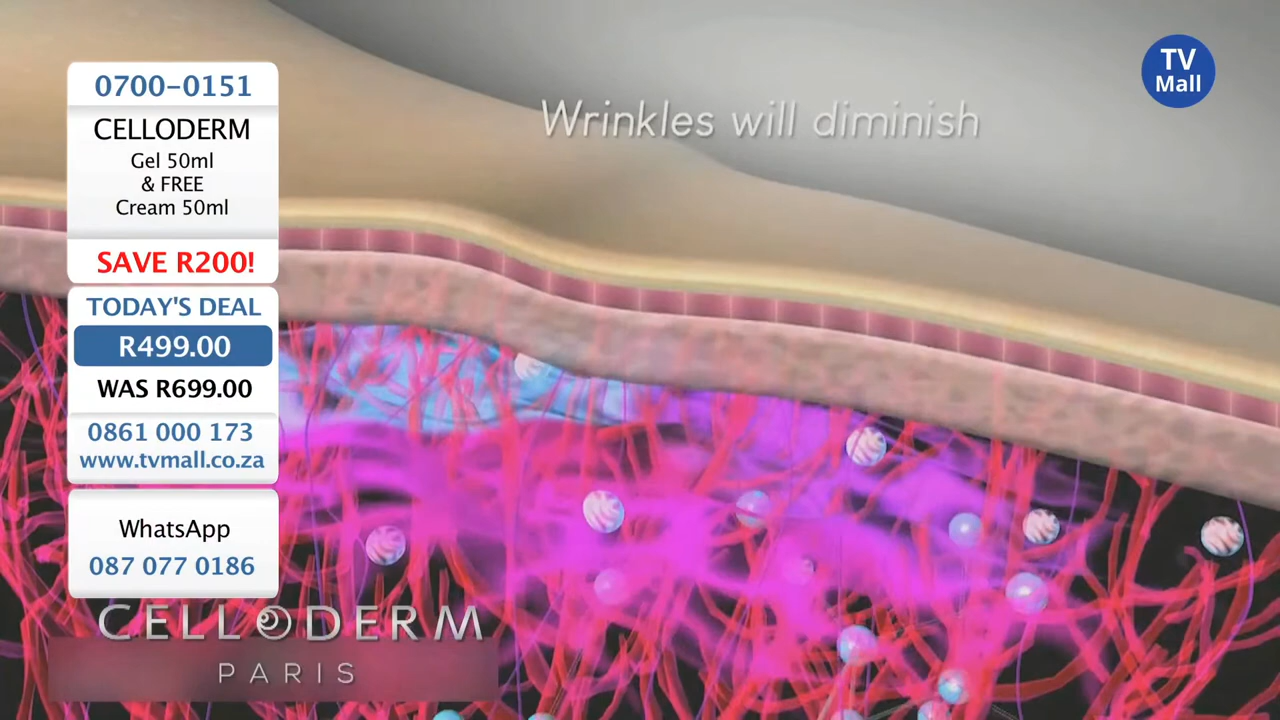 0700-0151
CELLODERM
Gel 50ml
& FREE
Cream 50ml
SAVE R200!
TODAY'S DEAL
R499.00
WAS R699.00
0861 000 173
www.tvmall.co.za
WhatsApp
087 077 0186
Wrinkles will diminish
TV
Mall
CELLODERM
PARIS